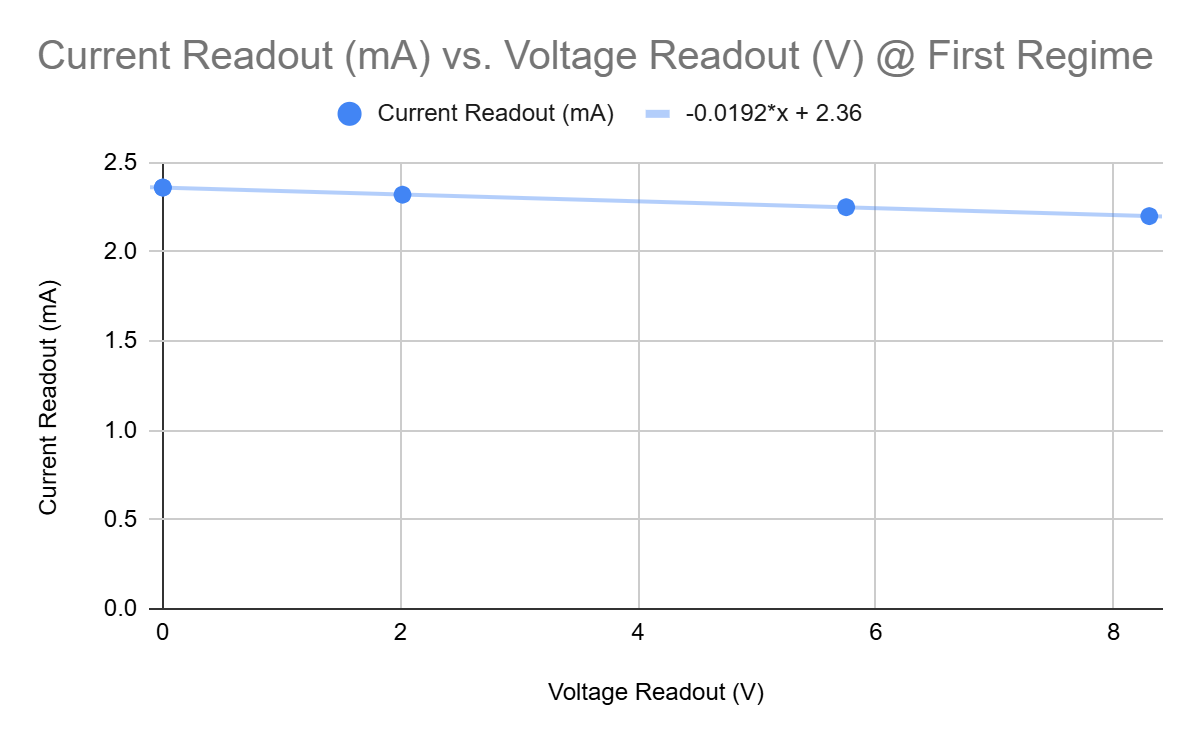 Current Readout (mA) vs. Voltage Readout (V) @ First Regime
Current Readout (mA) -0.0192*x + 2.36
2.5
2.0
1.5
1.0
0.5
0.0
Current Readout (mA)
0 2 4 6 8
Voltage Readout (V)